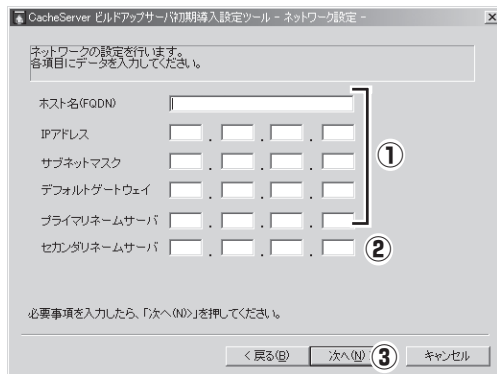 CacheServer ビルドアップサーバ初期導入設定ツール - ネットワーク設定 -
ネットワークの設定を行います。
各項目にデータを入力してください。
ホスト名(FQDN)
IPアドレス
サブネットマスク
デフォルトゲートウェイ
プライマリネームサーバ
セカンダリネームサーバ
①
②
必要事項を入力したら、「次へ(N)>」を押してください。
< 戻る(B)
次へ(N)
③
キャンセル